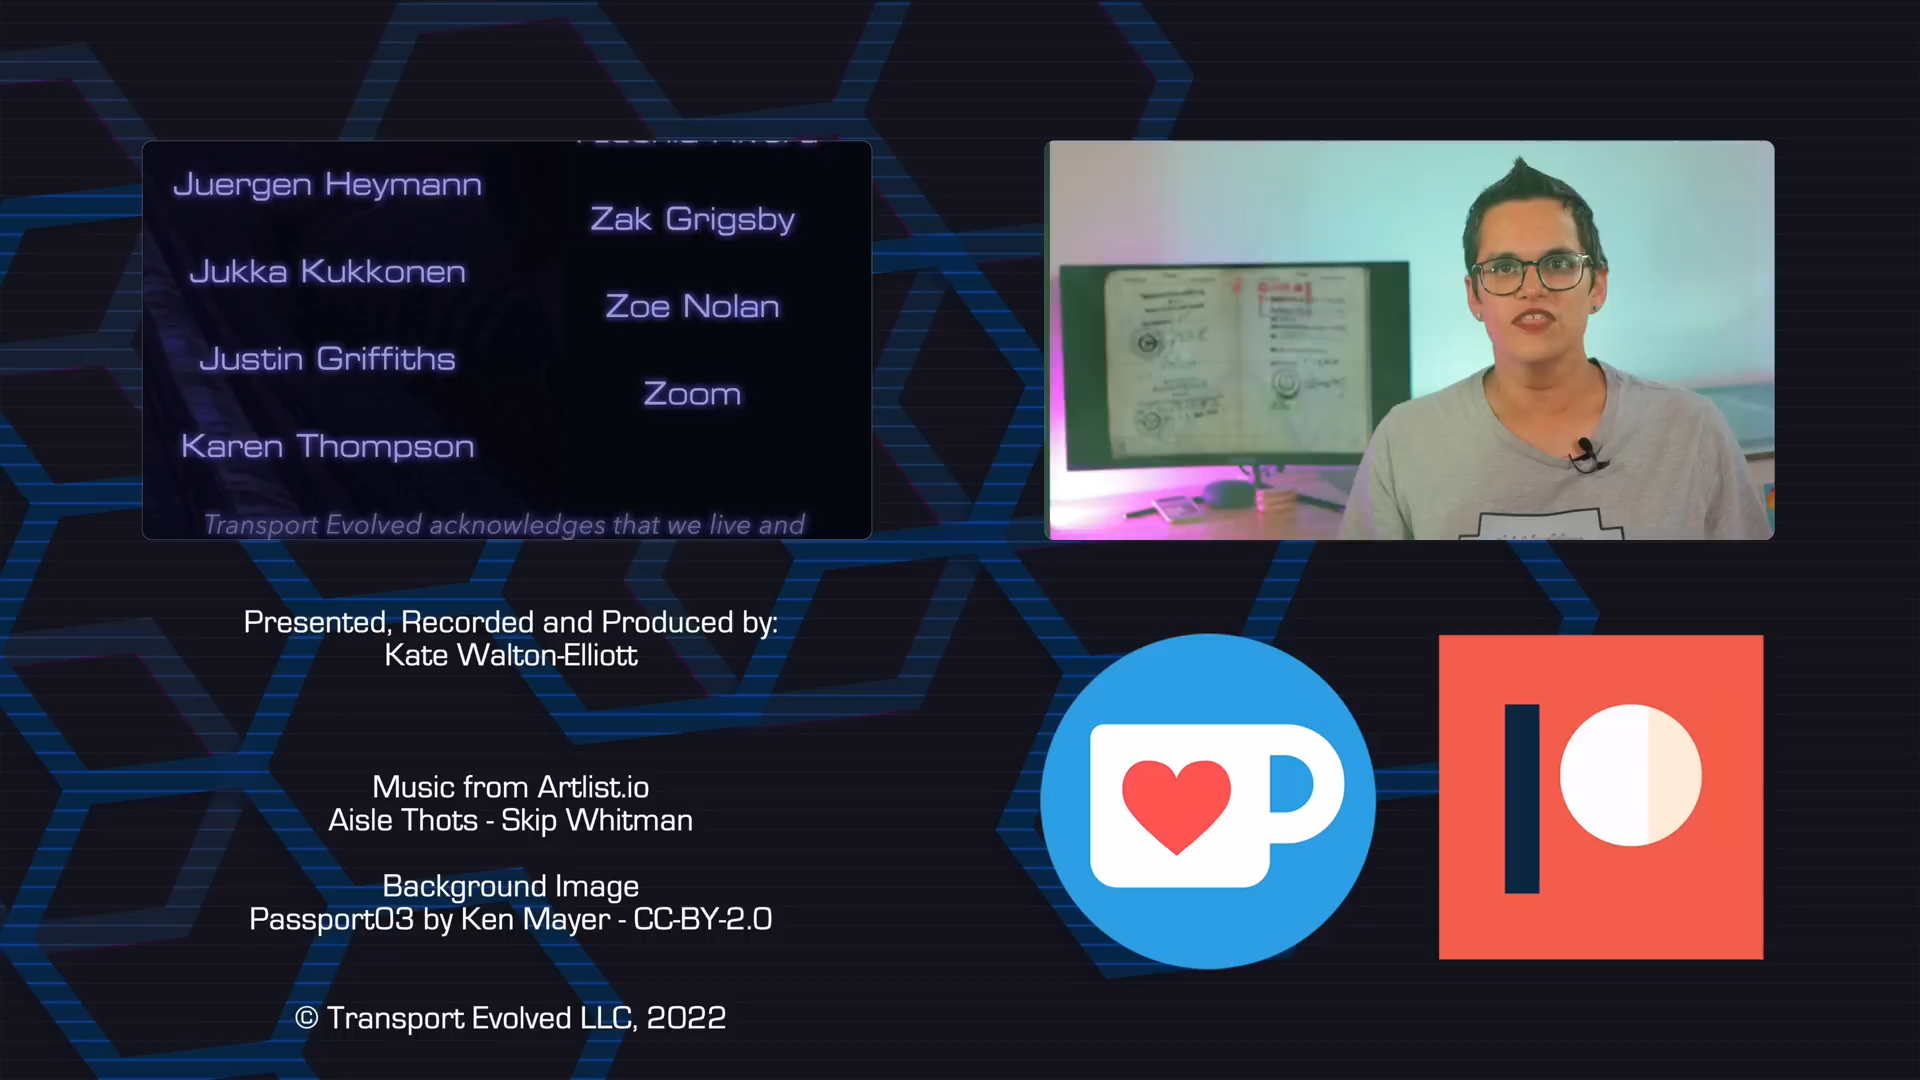 Juergen Heymann
Jukka Kukkonen
Justin Griffiths
Karen Thompson
Zak Grigsby
Zoe Nolan
Zoom
Transport Evolved acknowledges that we live and
Presented, Recorded and Produced by:
Kate Walton-Elliott
Music from Artlist.io
Aisle Thots - Skip Whitman
Background Image
Passport03 by Ken Mayer - CC-BY-2.0
© Transport Evolved LLC, 2022